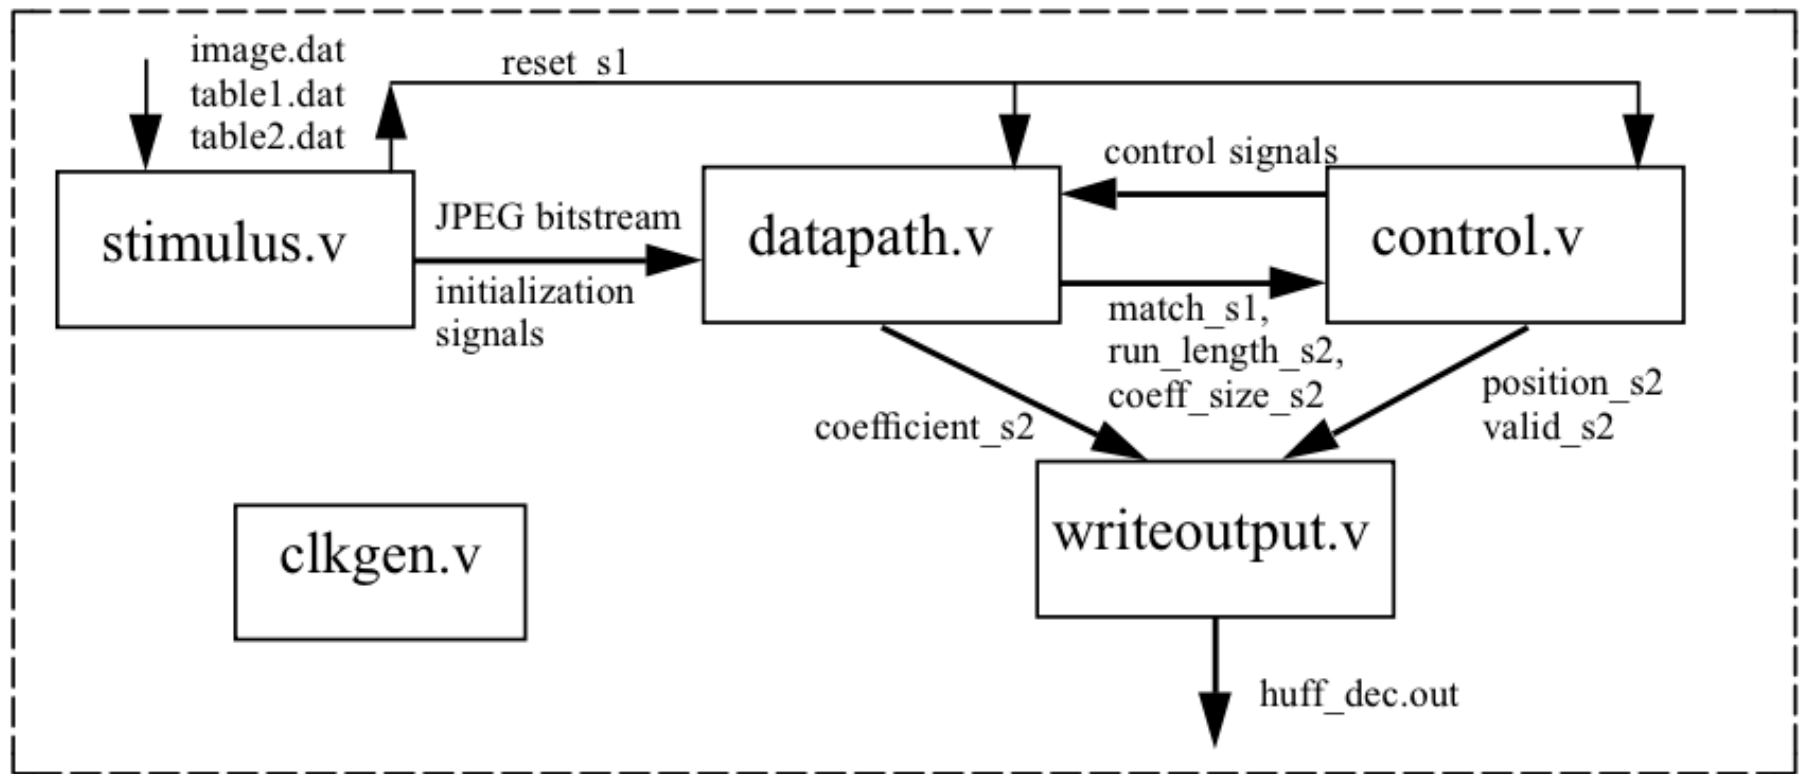 image.dat
table1.dat
table2.dat
reset_s1
control signals
stimulus.v
JPEG bitstream
initialization
signals
datapath.v
control.v
match_s1,
run_length_s2,
coeff_size_s2
coefficient_s2
position_s2
valid_s2
clkgen.v
writeoutput.v
huff_dec.out